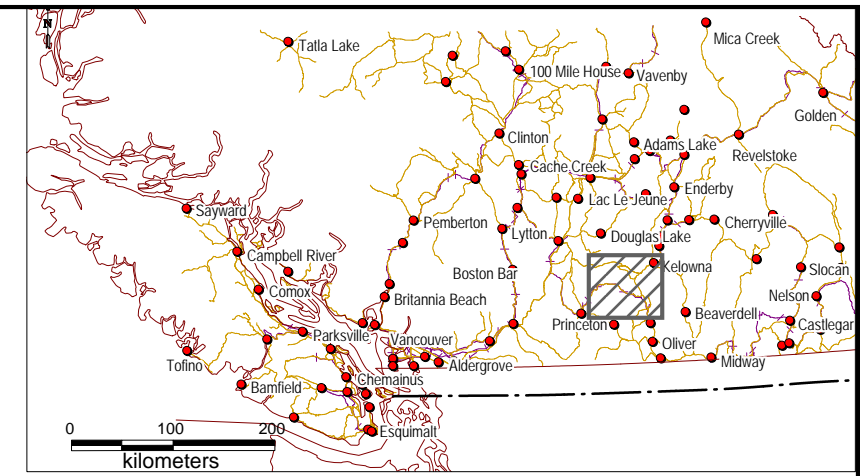 N
Tatla Lake
Mica Creek
100 Mile House
Vavenby
Golden
Clinton
Adams Lake
Revelstoke
Cache Creek
Enderby
Lac Le Jeune
Sayward
Pemberton
Cherryville
Lytton
Douglas Lake
Campbell River
Boston Bar
Kelowna
Slocan
Comox
Britannia Beach
Nelson
Princeton
Beaverdell
Castlegar
Parksville
Vancouver
Oliver
Tofino
Aldergrove
Midway
Bamfield
Chemainus
0 100 200
Esquimalt
kilometers